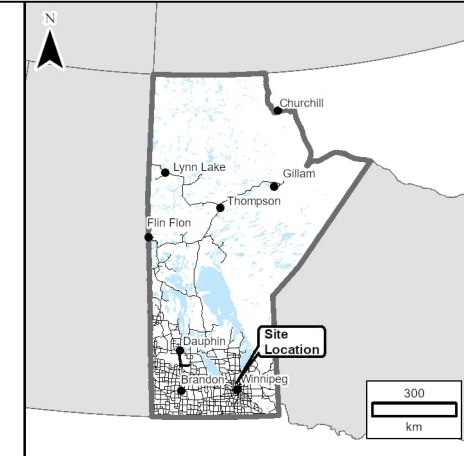 N
Churchill
Lynn Lake
Gillam
Thompson
Flin Flon
Site
Location
Dauphin
Brandon
Winnipeg
300
km